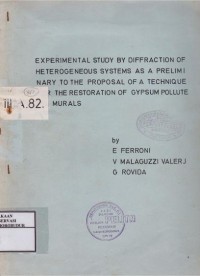 EXPERIMENTAL STUDY BY DIFFRACTION OF
HETEROGENEOUS SYSTEMS AS A PRELIMI
NARY TO THE PROPOSAL OF A TECHNIQUE
THE RESTORATION OF GYPSUM POLLUTE
MURALS
A.82.
by
E FERRONI
V MALAGUZZI VALERJ
G ROVIDA